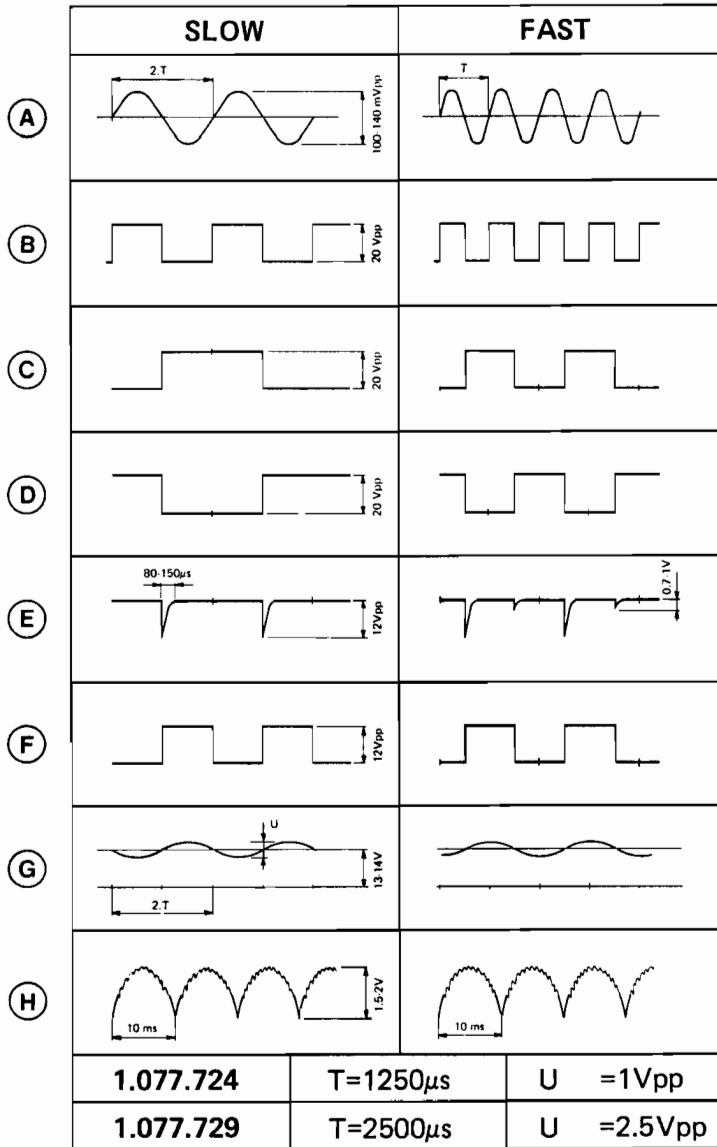 SLOW FAST
A 2.T 100-140 mVpp T
B 20 Vpp
C 20 Vpp
D 20 Vpp
E 80-150µs 12Vpp 0.7-1V
F 12Vpp
G U 13-14V 2.T
H 10 ms 1.5-2V 10 ms
1.077.724 T=1250µs U =1Vpp
1.077.729 T=2500µs U =2.5Vpp